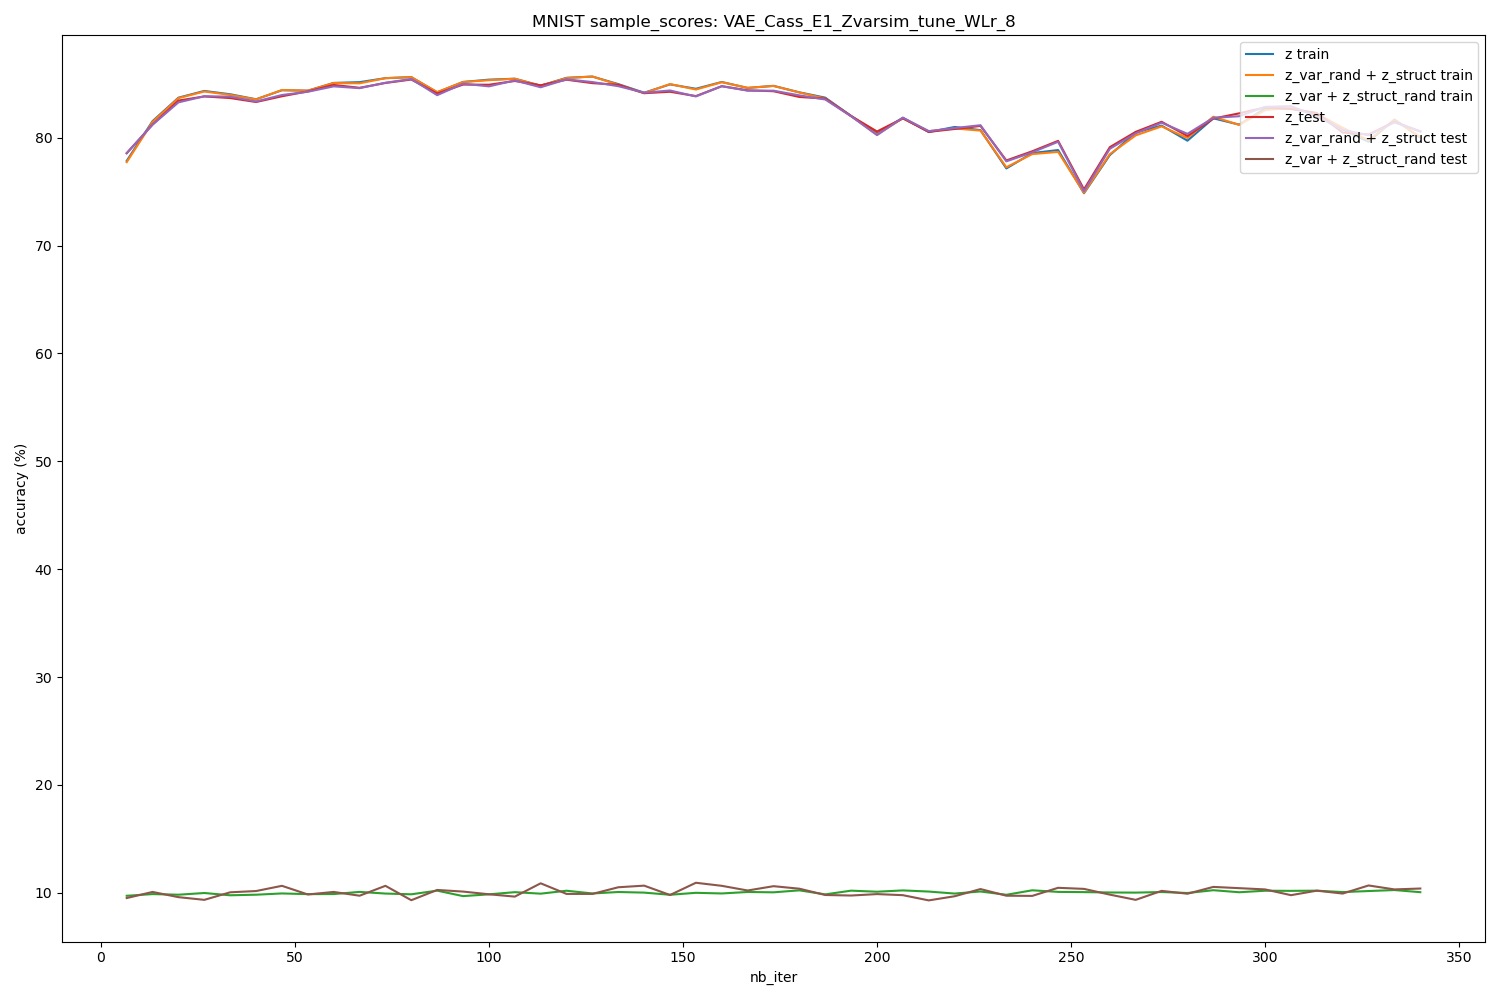 MNIST sample_scores: VAE_Cass_E1_Zvarsim_tune_WLr_8
z train
z_var_rand + z_struct train
z_var + z_struct_rand train
z_test
z_var_rand + z_struct test
z_var + z_struct_rand test
accuracy (%)
80
70
60
50
40
30
20
10
0 50 100 150 200 250 300 350
nb_iter